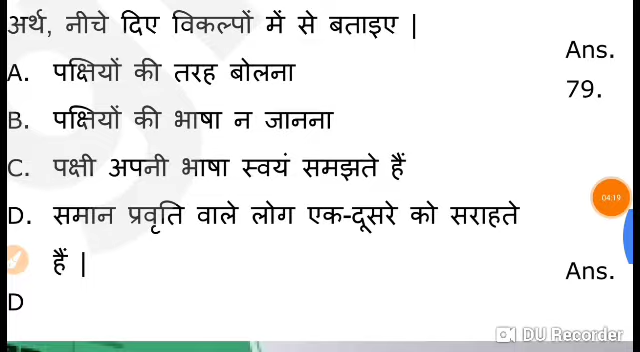 अर्थ, नीचे दिए विकल्पों में से बताइए |
A. पक्षियों की तरह बोलना
B. पक्षियों की भाषा न जानना
C. पक्षी अपनी भाषा स्वयं समझते हैं
D. समान प्रवृति वाले लोग एक-दूसरे को सराहते
हैं |
D
Ans.
79.
04:19
Ans.
DU Recorder